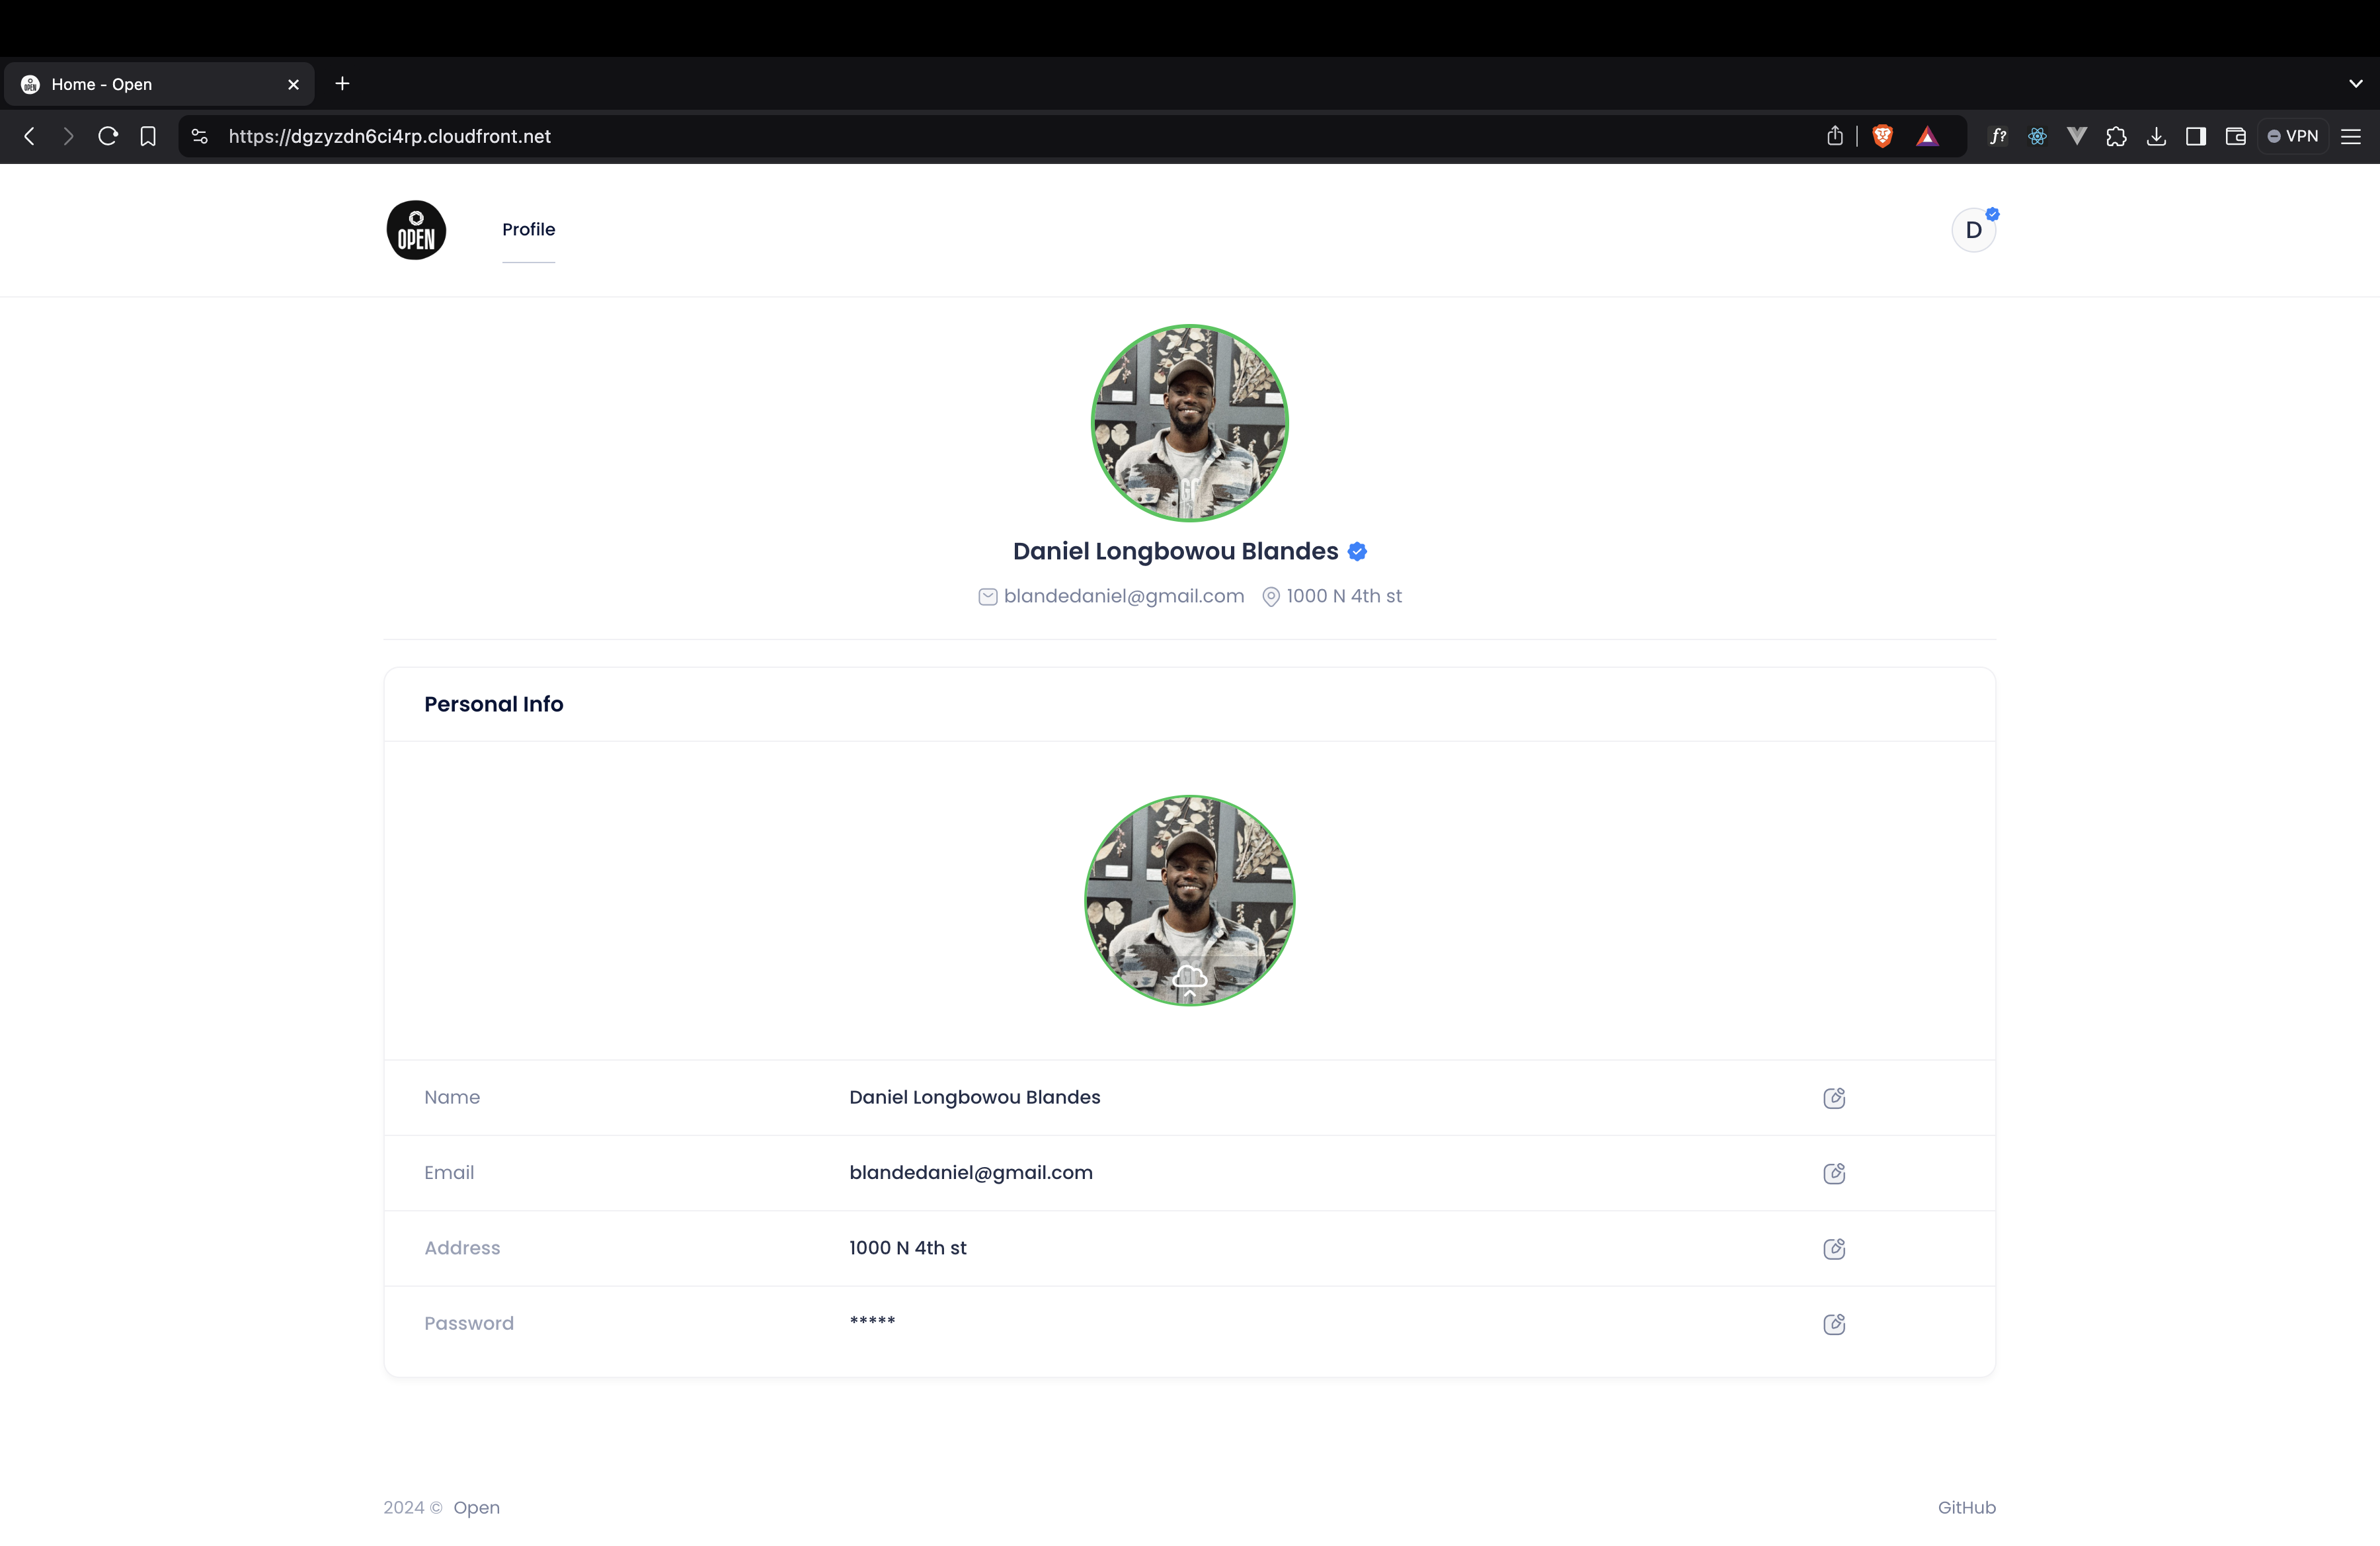 Home - Open
https://dgzyzdn6ci4rp.cloudfront.net
f?
VPN
OPEN
Profile
D
Daniel Longbowou Blandes
blandedaniel@gmail.com 1000 N 4th st
Personal Info
Name Daniel Longbowou Blandes
Email blandedaniel@gmail.com
Address 1000 N 4th st
Password *****
2024 © Open
GitHub